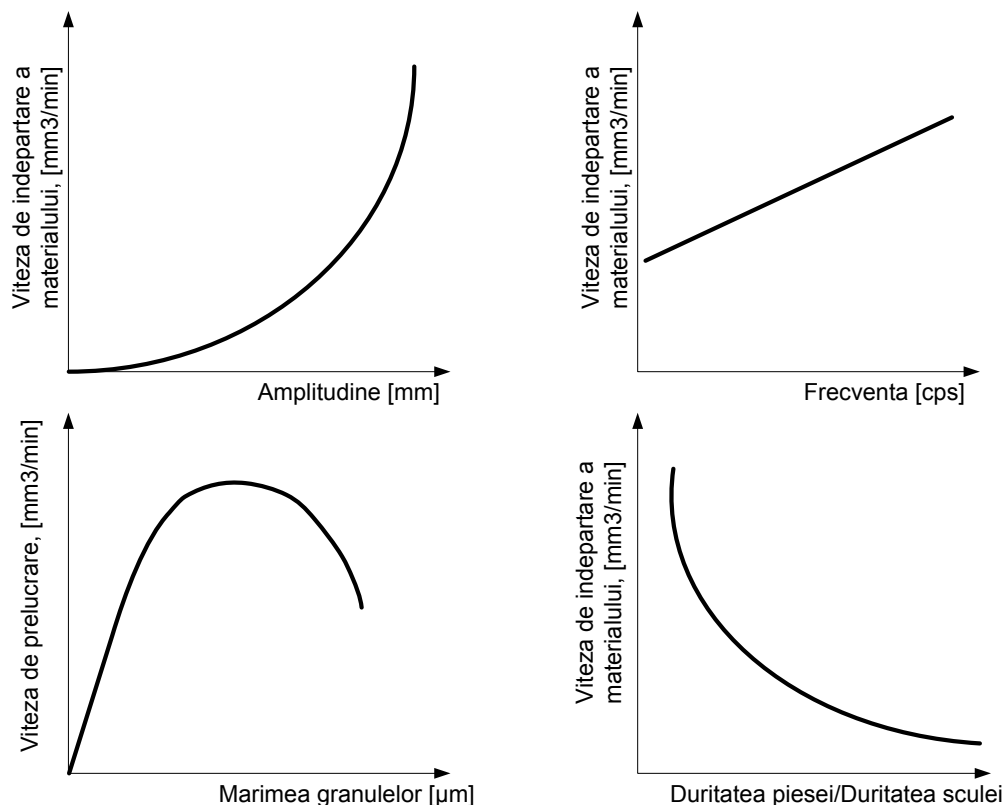 Viteza de indepartare a
materialului, [mm3/min]
Amplitudine [mm]
Viteza de indepartare a
materialului, [mm3/min]
Frecventa [cps]
Viteza de prelucrare, [mm3/min]
Marimea granulelor [µm]
Viteza de indepartare a
materialului, [mm3/min]
Duritatea piesei/Duritatea sculei